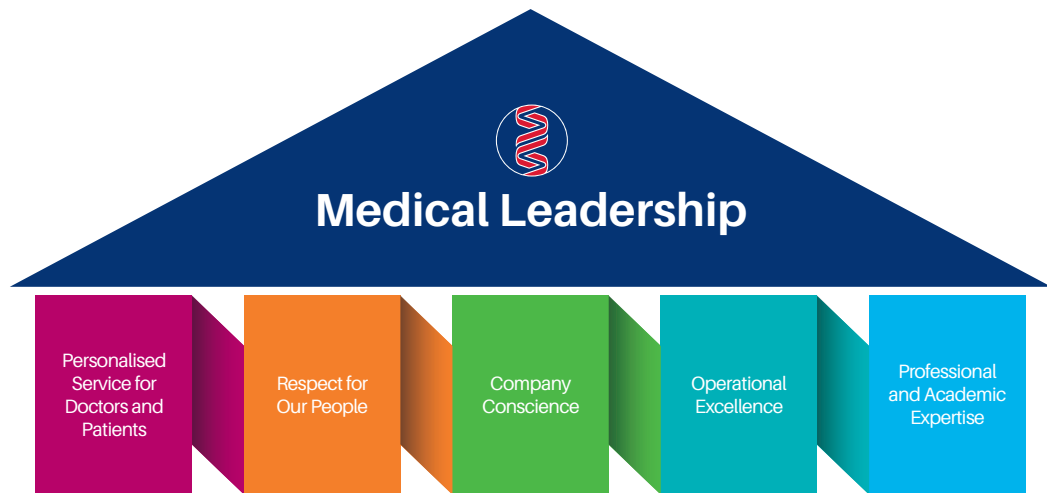 Medical Leadership
Personalised
Service for
Doctors and
Patients
Respect for
Our People
Company
Conscience
Operational
Excellence
Professional
and Academic
Expertise